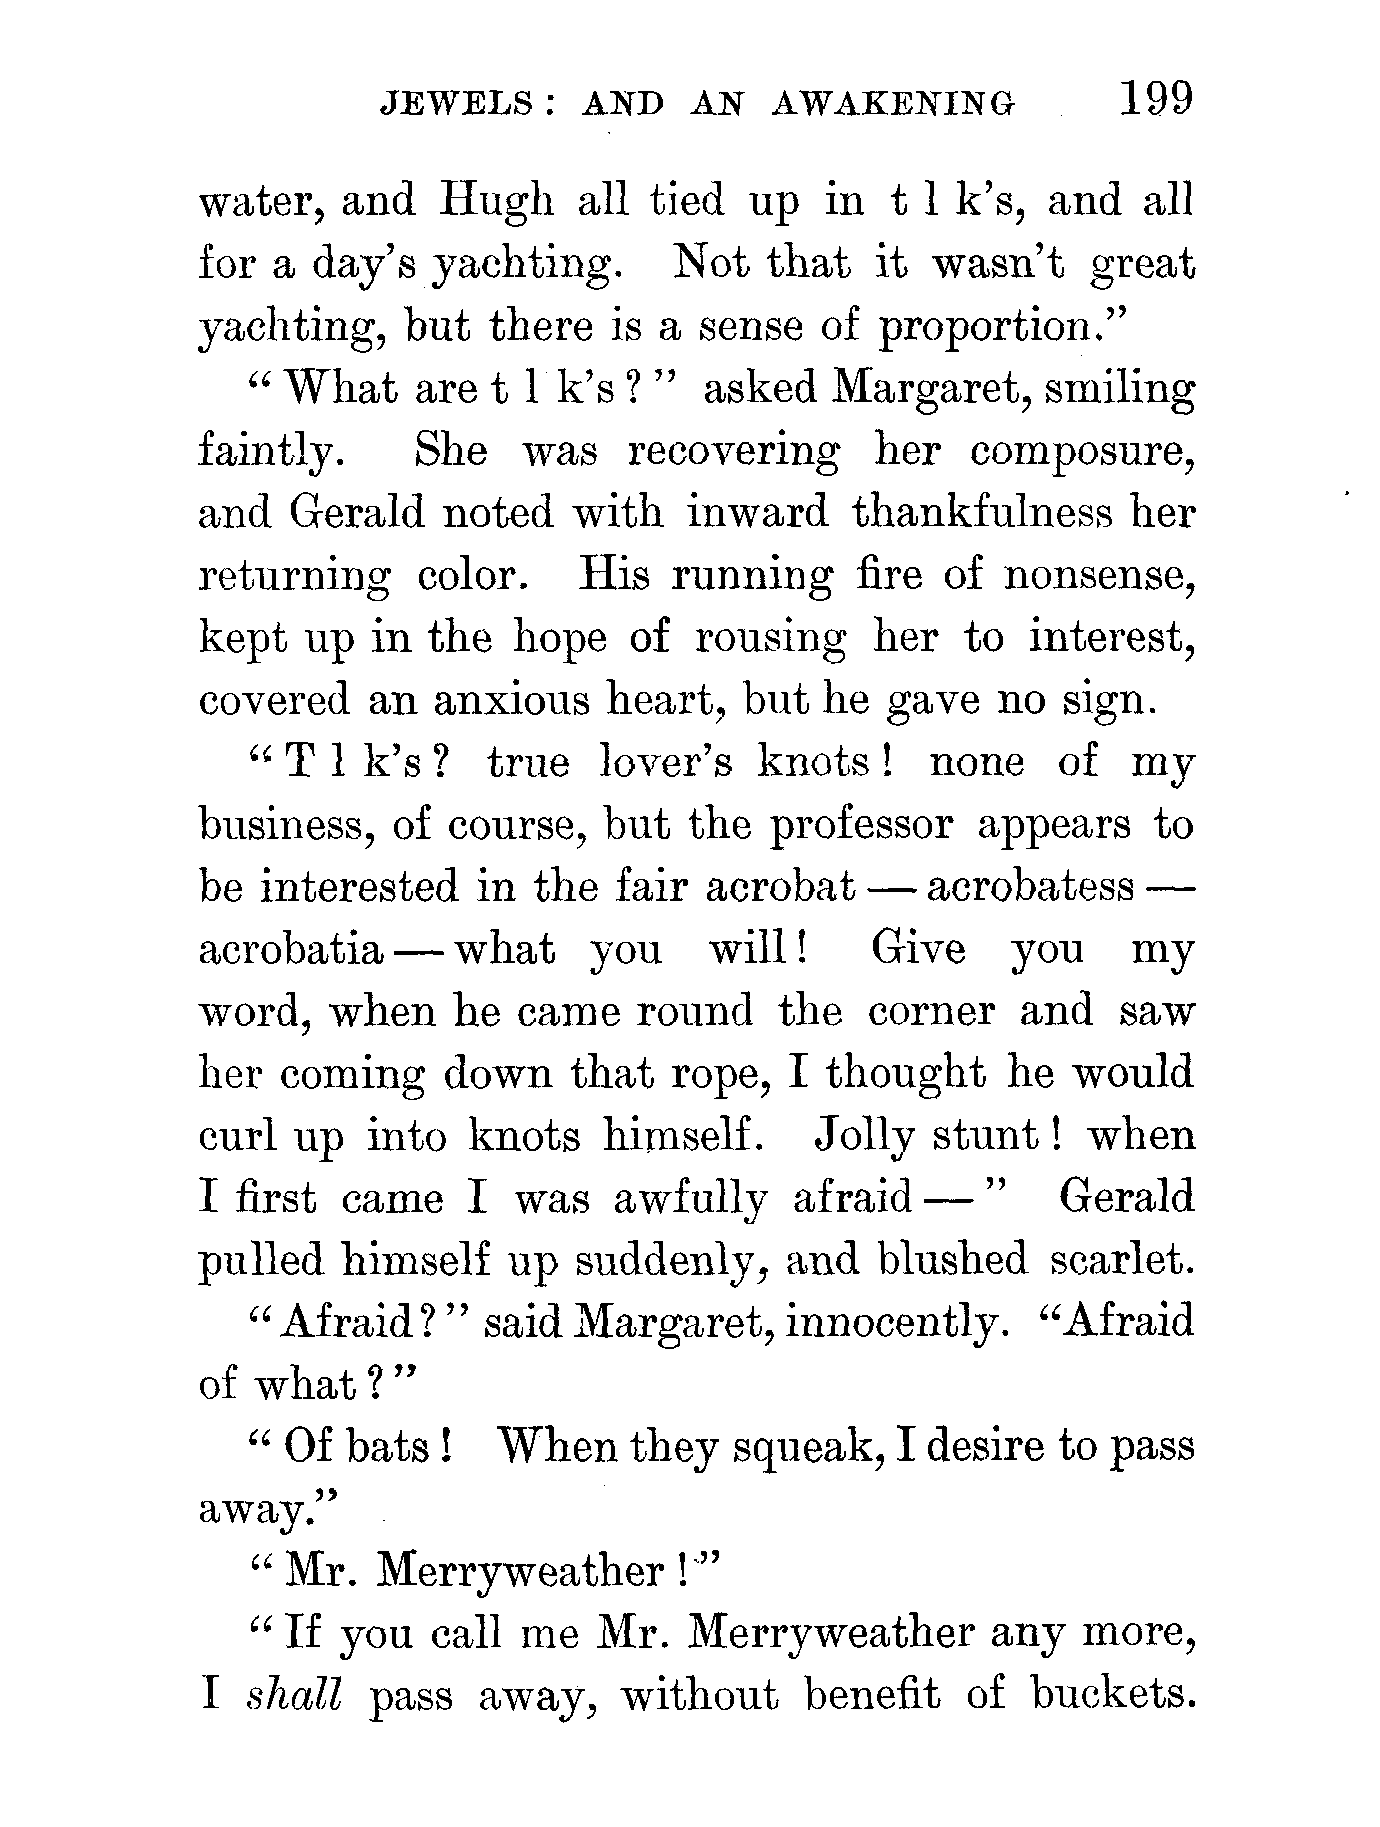 JEWELS: AND AN AWAKENING 199
water, and Hugh all tied up in t l k's, and all
for a day's yachting. Not that it wasn't great
yachting, but there is a sense of proportion."
"What are t l k's?" asked Margaret, smiling
faintly. She was recovering her composure,
and Gerald noted with inward thankfulness her
returning color. His running fire of nonsense,
kept up in the hope of rousing her to interest,
covered an anxious heart, but he gave no sign.
"T l k's? true lover's knots! none of my
business, of course, but the professor appears to
be interested in the fair acrobat — acrobatess —
acrobatia — what you will! Give you my
word, when he came round the corner and saw
her coming down that rope, I thought he would
curl up into knots himself. Jolly stunt! when
I first came I was awfully afraid — " Gerald
pulled himself up suddenly, and blushed scarlet.
"Afraid?" said Margaret, innocently. "Afraid
of what?"
"Of bats! When they squeak, I desire to pass
away."
"Mr. Merryweather!"
"If you call me Mr. Merryweather any more,
I shall pass away, without benefit of buckets.